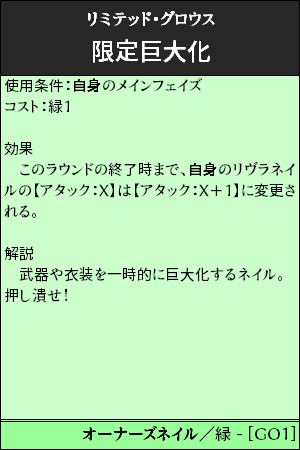 リミテッド・グロウス
限定巨大化
使用条件：自身のメインフェイズ
コスト：緑1
効果
　このラウンドの終了時まで、自身のリヴラネイ
ルの【アタック：X】は【アタック：X＋1】に変更さ
れる。
解説
　武器や衣装を一時的に巨大化するネイル。
押し潰せ！
オーナーズネイル／緑 - [GO1]